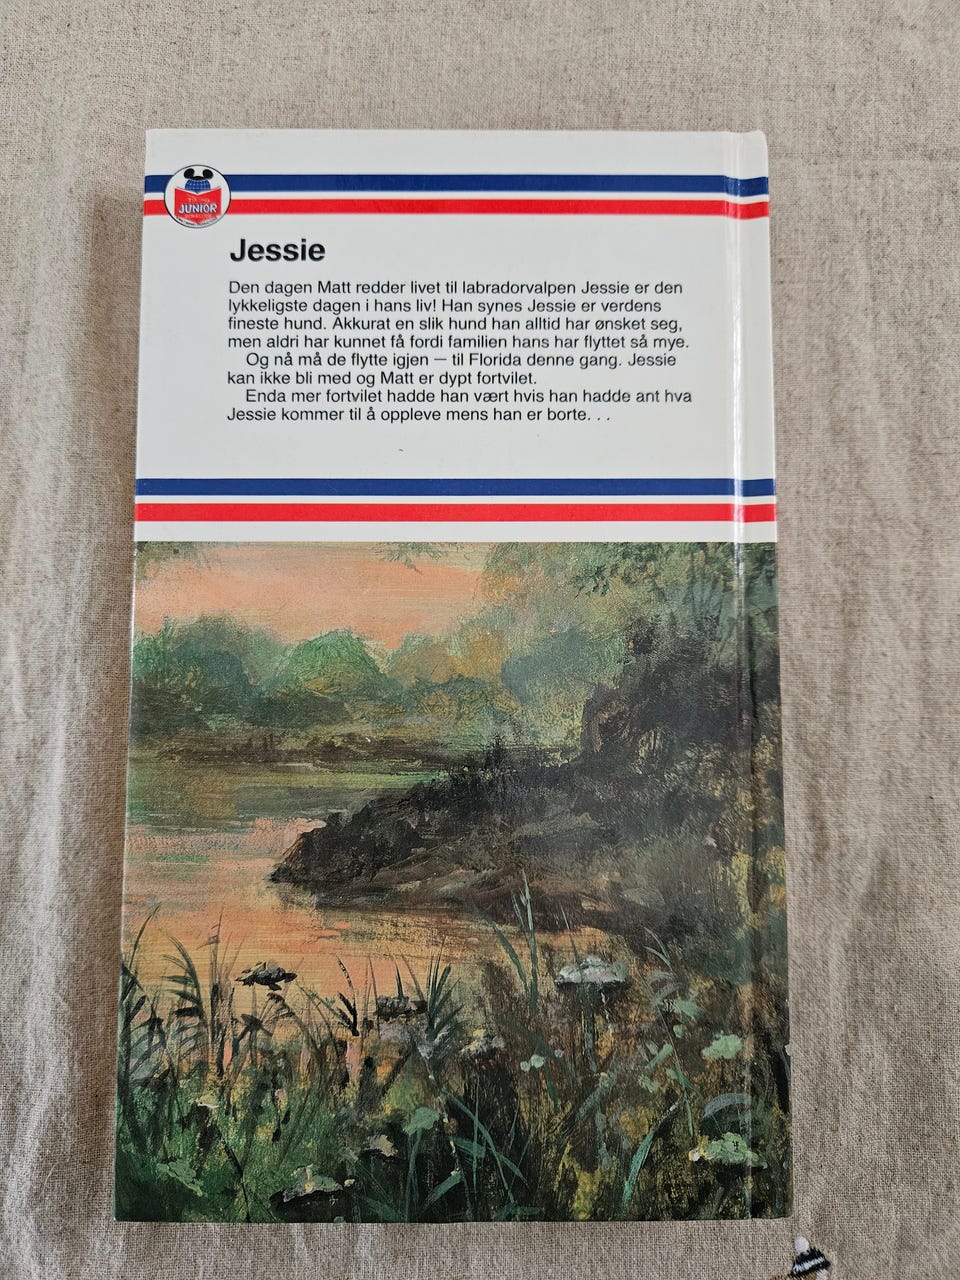 JUNIOR
Jessie
Den dagen Matt redder livet til labradorvalpen Jessie er den
lykkeligste dagen i hans liv! Han synes Jessie er verdens
fineste hund. Akkurat en slik hund han alltid har ønsket seg,
men aldri har kunnet få fordi familien hans har flyttet så mye.
Og nå må de flytte igjen — til Florida denne gang. Jessie
kan ikke bli med og Matt er dypt fortvilet.
Enda mer fortvilet hadde han vært hvis han hadde ant hva
Jessie kommer til å oppleve mens han er borte. . .